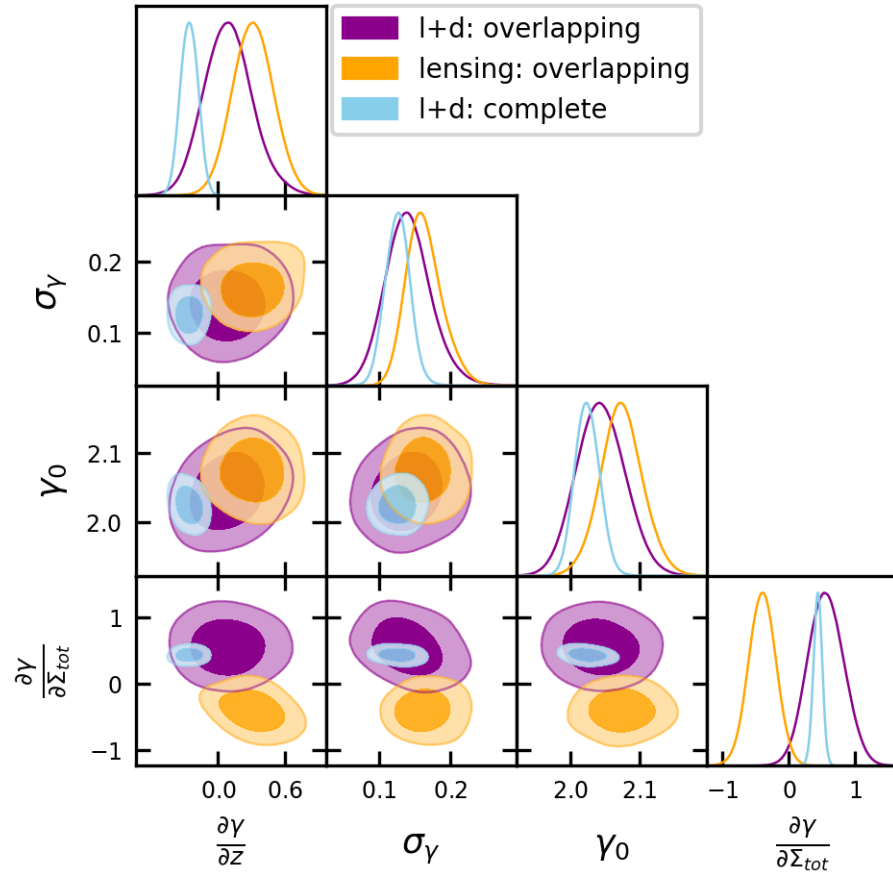 l+d: overlapping
lensing: overlapping
l+d: complete
0.2
0.1
σγ
2.1
2.0
γ0
1
0
−1
∂γ
∂Σtot
0.0 0.6
0.1 0.2
2.0 2.1
−1 0 1
∂γ
∂z
σγ
γ0
∂γ
∂Σtot